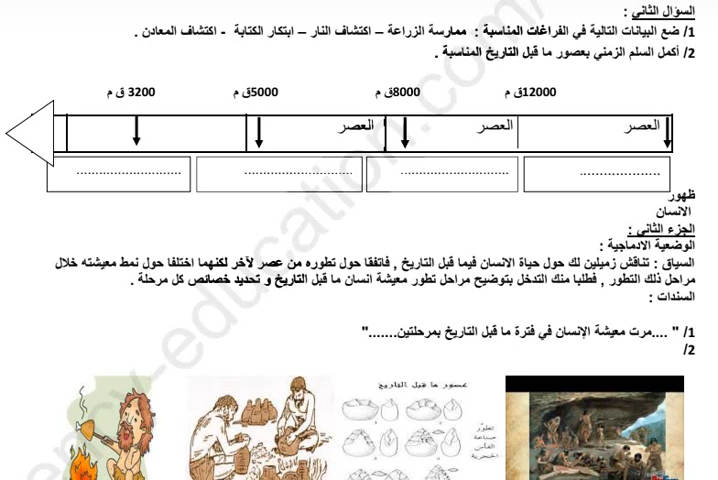 السؤال الثاني :
1/ ضع البيانات التالية في الفراغات المناسبة : ممارسة الزراعة – اكتشاف النار – ابتكار الكتابة - اكتشاف المعادن .
2/ أكمل السلم الزمني بعصور ما قبل التاريخ المناسبة .
12000ق م 8000ق م 5000ق م 3200 ق م
العصر العصر العصر
.................... ........................... ........................... ..........................
ظهور
الانسان
الجزء الثاني :
الوضعية الادماجية :
السياق : تناقش زميلين لك حول حياة الانسان فيما قبل التاريخ , فاتفقا حول تطوره من عصر لآخر لكنهما اختلفا حول نمط معيشته خلال
مراحل ذلك التطور , فطلبا منك التدخل بتوضيح مراحل تطور معيشة انسان ما قبل التاريخ و تحديد خصائص كل مرحلة .
السندات :
1/ " ....مرت معيشة الإنسان في فترة ما قبل التاريخ بمرحلتين......."
2/
عصور ما قبل التاريخ
تطور
صناعة
الفأس
الحجرية